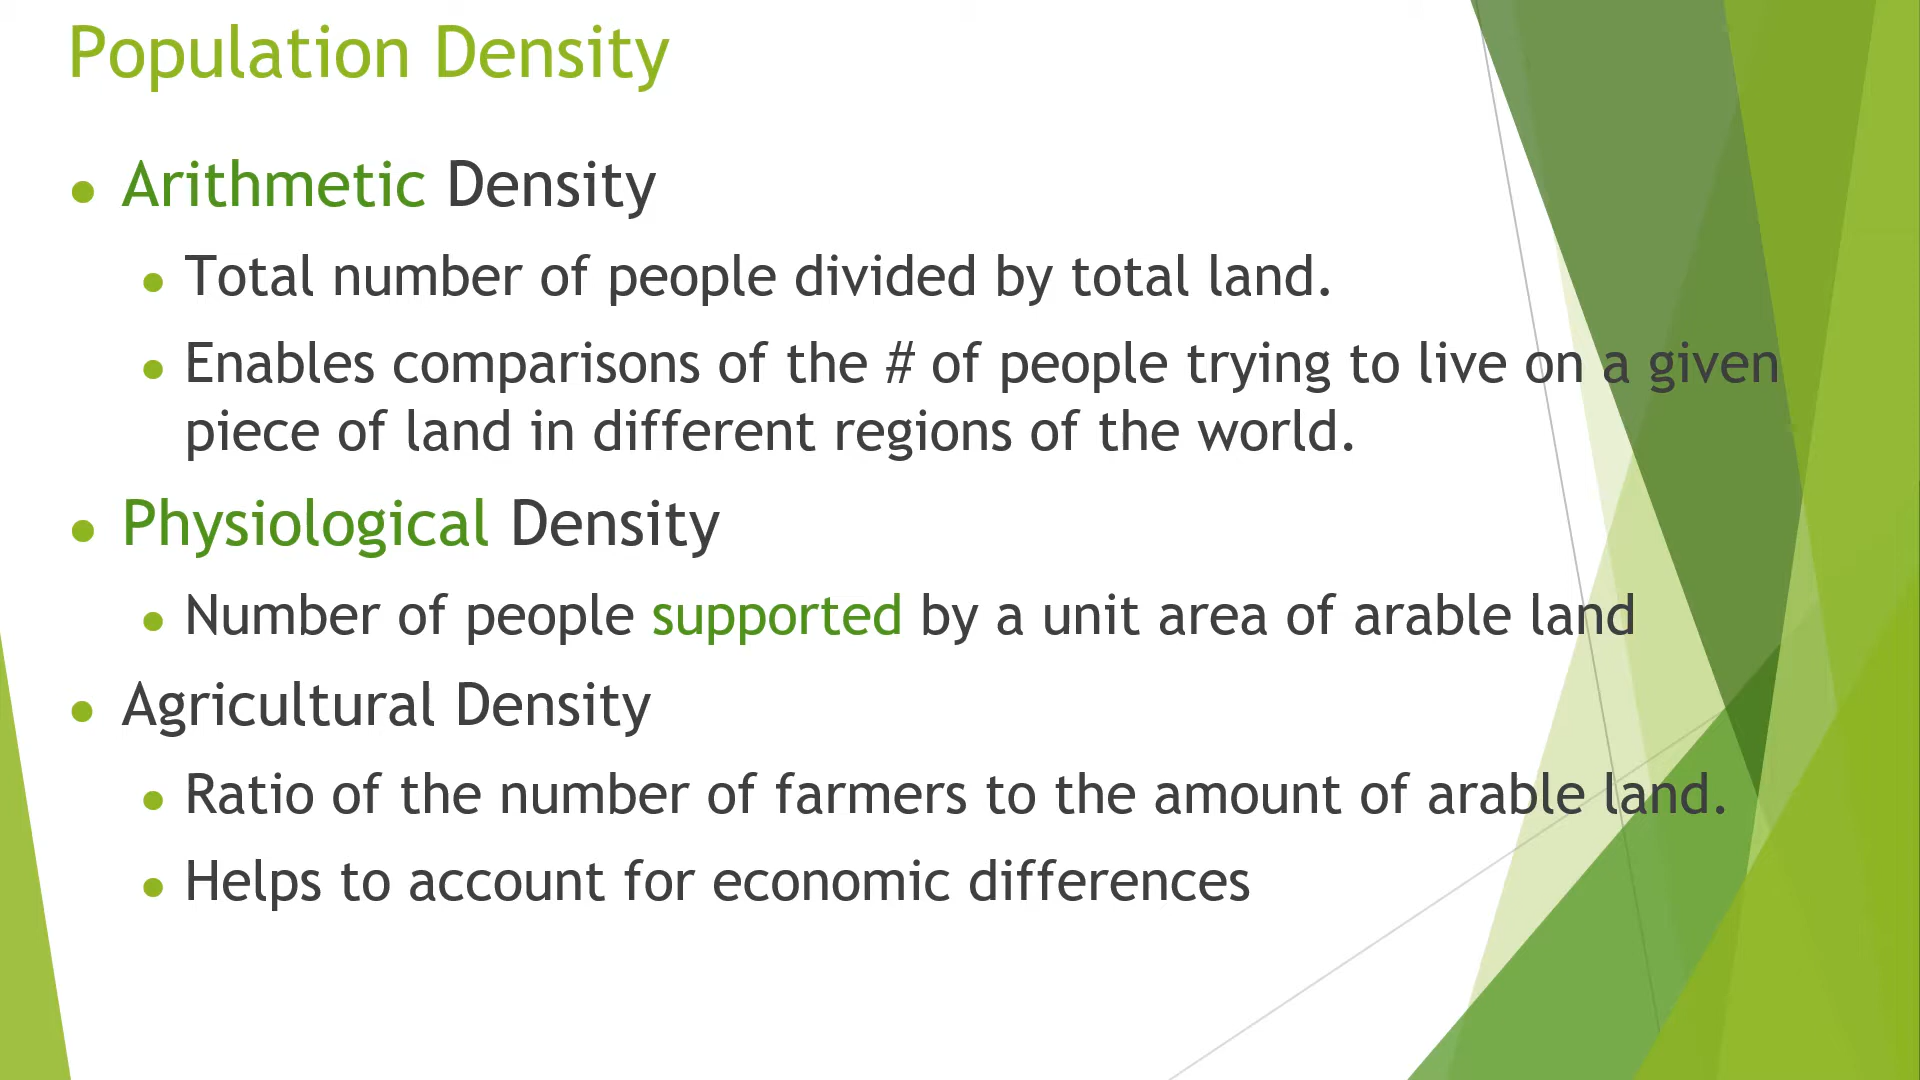 Population Density
• Arithmetic Density
• Total number of people divided by total land.
• Enables comparisons of the # of people trying to live on a given
piece of land in different regions of the world.
• Physiological Density
• Number of people supported by a unit area of arable land
• Agricultural Density
• Ratio of the number of farmers to the amount of arable land.
• Helps to account for economic differences